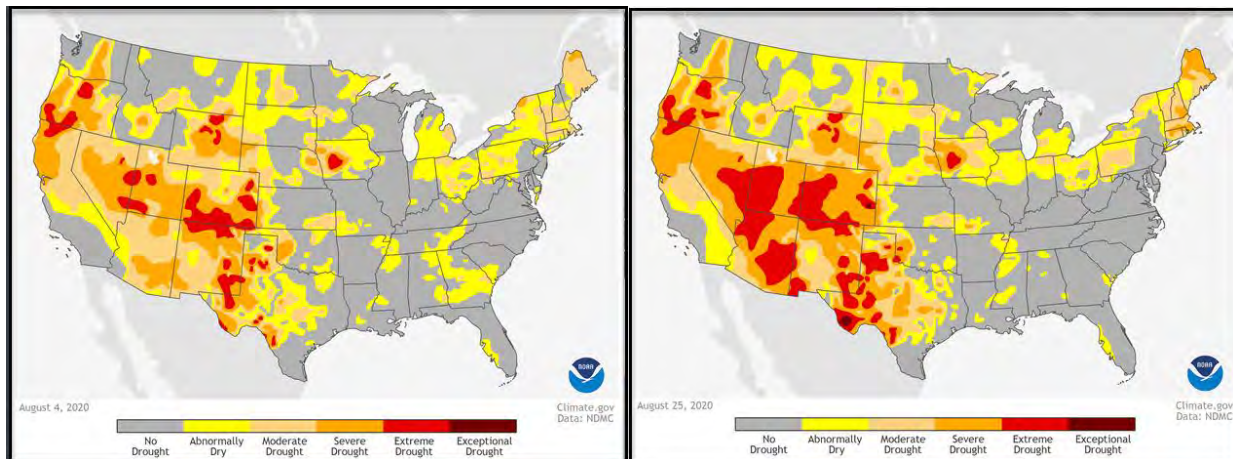 NOAA
August 4, 2020
Climate.gov
Data: NDMC
No Drought
Abnormally Dry
Moderate Drought
Severe Drought
Extreme Drought
Exceptional Drought
NOAA
August 25, 2020
Climate.gov
Data: NDMC
No Drought
Abnormally Dry
Moderate Drought
Severe Drought
Extreme Drought
Exceptional Drought